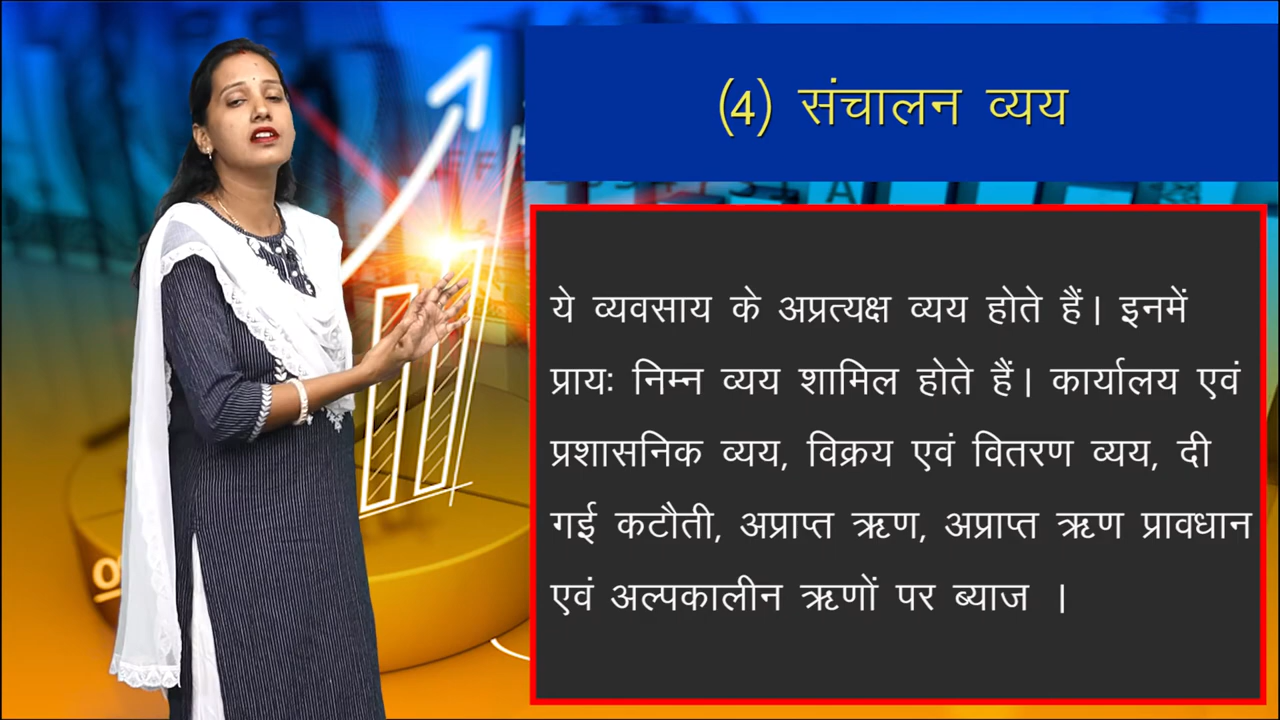 (4) संचालन व्यय
ये व्यवसाय के अप्रत्यक्ष व्यय होते हैं। इनमें
प्रायः निम्न व्यय शामिल होते हैं। कार्यालय एवं
प्रशासनिक व्यय, विक्रय एवं वितरण व्यय, दी
गई कटौती, अप्राप्त ऋण, अप्राप्त ऋण प्रावधान
एवं अल्पकालीन ऋणों पर ब्याज ।